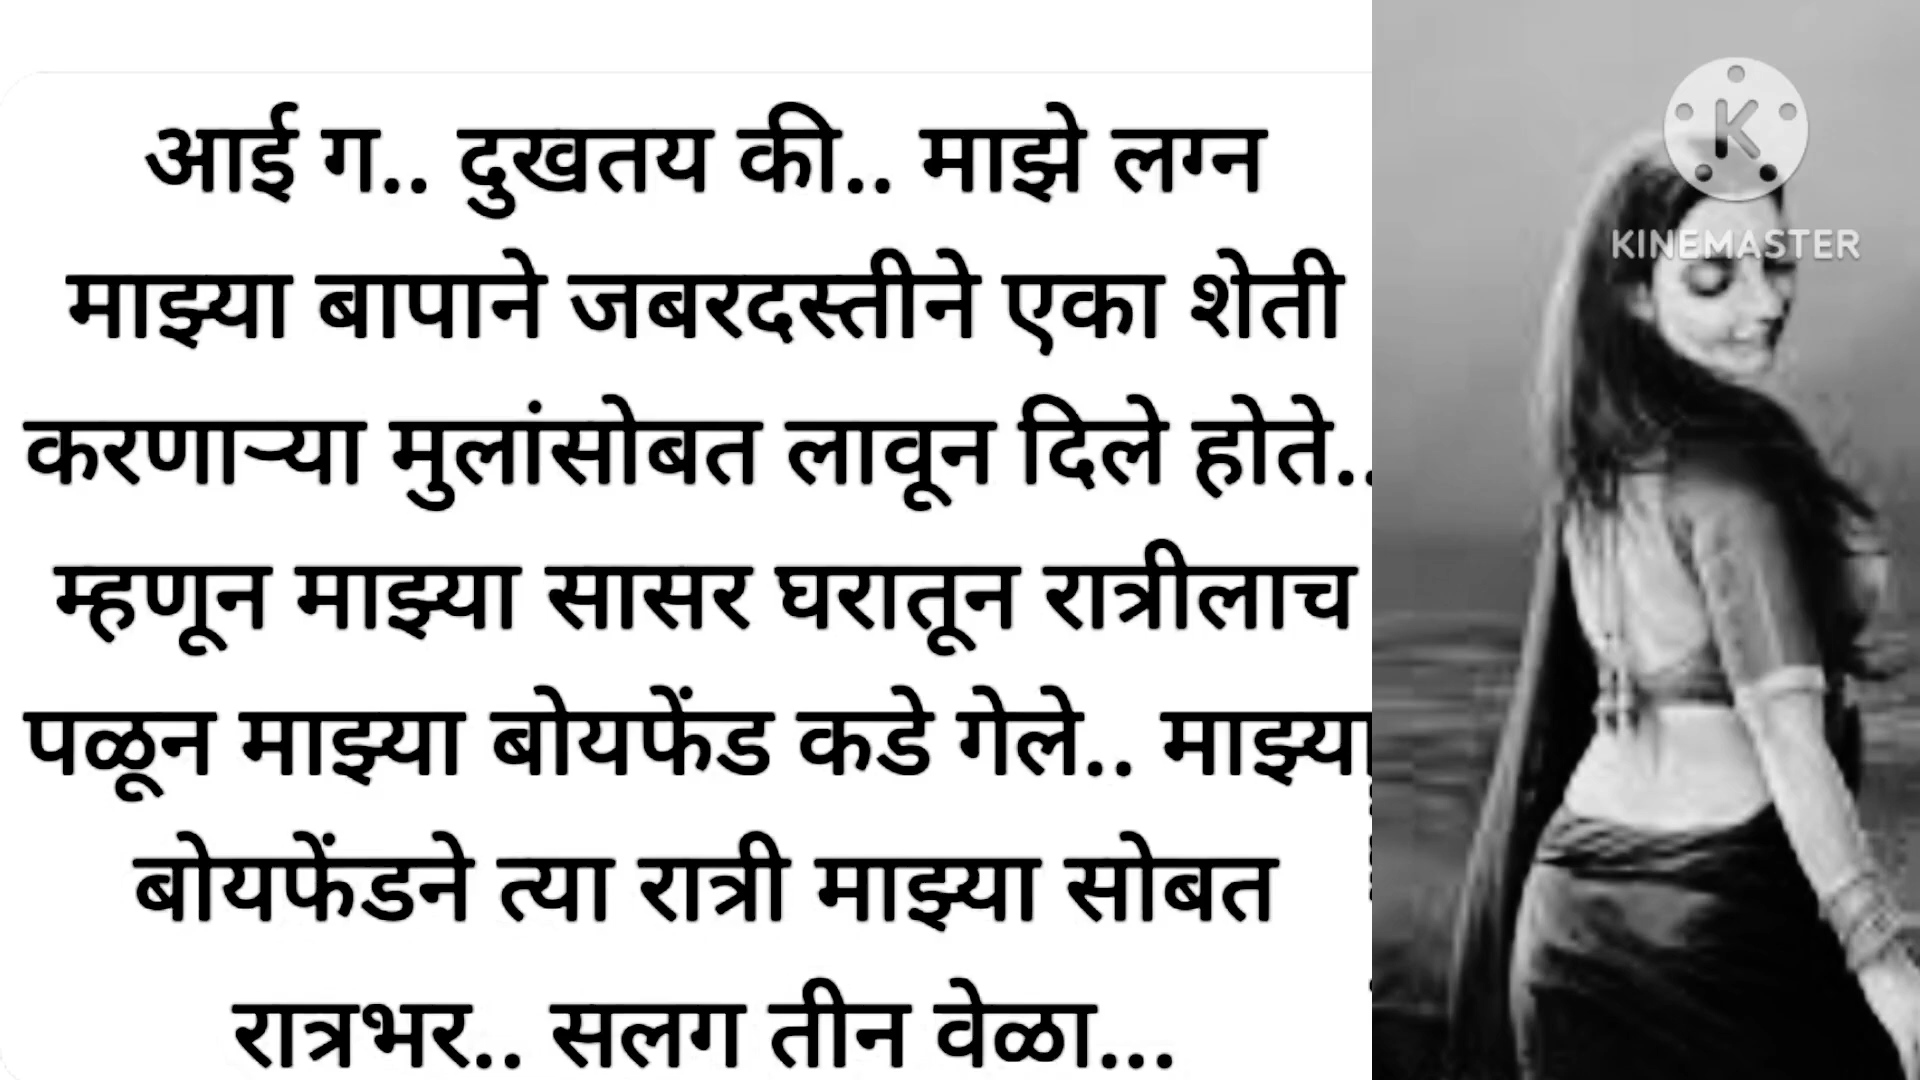 आई ग.. दुखतय की.. माझे लग्न
माझ्या बापाने जबरदस्तीने एका शेती
करणाऱ्या मुलांसोबत लावून दिले होते..
म्हणून माझ्या सासर घरातून रात्रीलाच
पळून माझ्या बोयफेंड कडे गेले.. माझ्या
बोयफेंडने त्या रात्री माझ्या सोबत
रात्रभर.. सलग तीन वेळा...
K
KINEMASTER